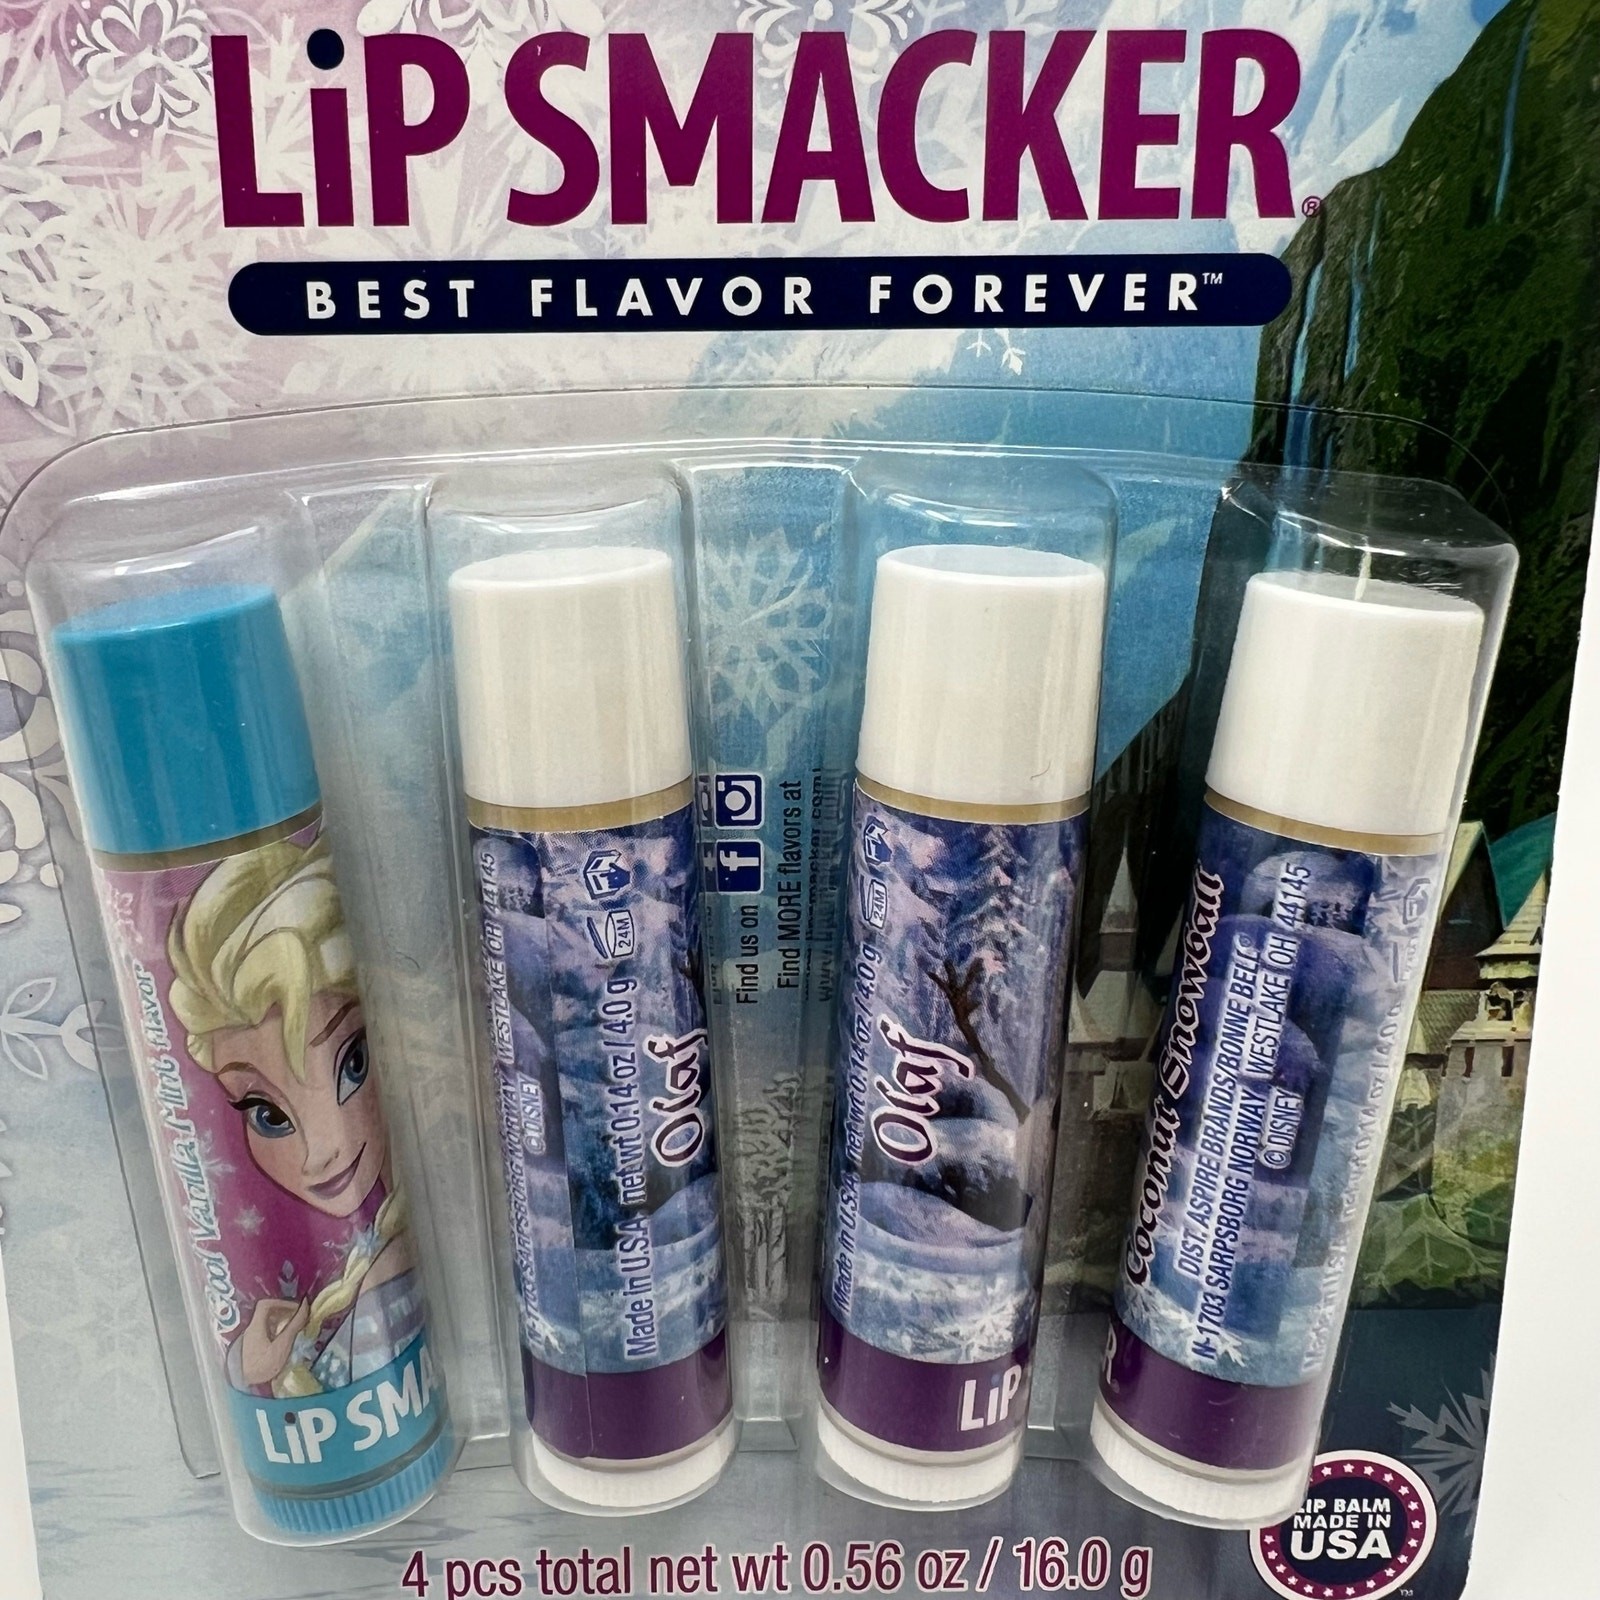 LiP SMACKER®
BEST FLAVOR FOREVER™
Cool Vanilla Mint flavor
LiP SMA
N-1703 SARPSBORG NORWAY WESTLAKE OH 44145
© DISNEY
Made in U.S.A. net wt 0.14 oz / 4.0 g
24M
Olaf
Find us on
Find MORE flavors at
Made in U.S.A. net wt 0.14 oz / 4.0 g
24M
Olaf
LiP
Coconut Snowball
DIST. ASPIRE BRANDS/BONNE BELL®
N-1703 SARPSBORG NORWAY WESTLAKE OH 44145
© DISNEY
R
LIP BALM
MADE IN
USA
4 pcs total net wt 0.56 oz / 16.0 g